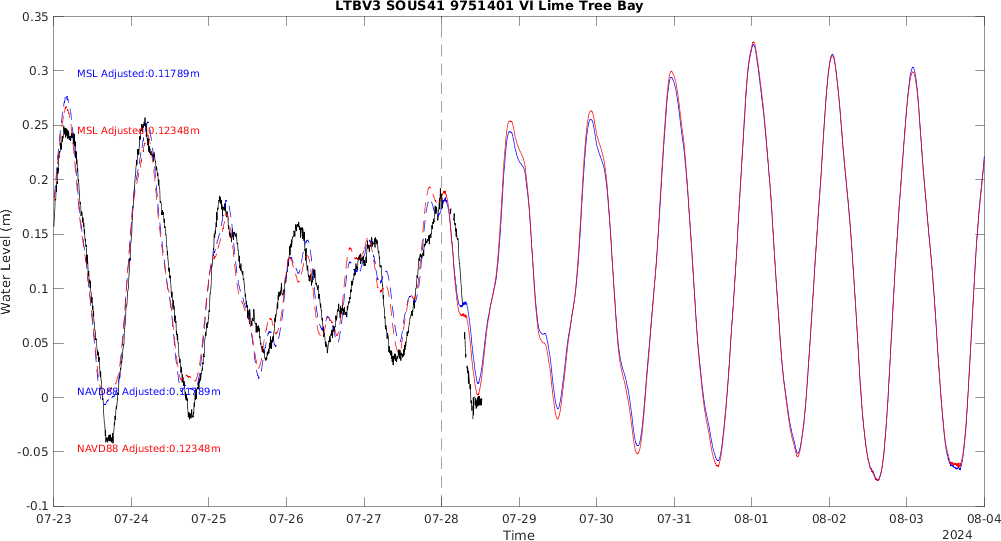 LTBV3 SOUS41 9751401 VI Lime Tree Bay
Water Level (m)
0.35
0.3
0.25
0.2
0.15
0.1
0.05
0
-0.05
-0.1
MSL Adjusted:0.11789m
MSL Adjusted:0.12348m
NAVD88 Adjusted:0.11789m
NAVD88 Adjusted:0.12348m
07-23 07-24 07-25 07-26 07-27 07-28 07-29 07-30 07-31 08-01 08-02 08-03 08-04
Time
2024